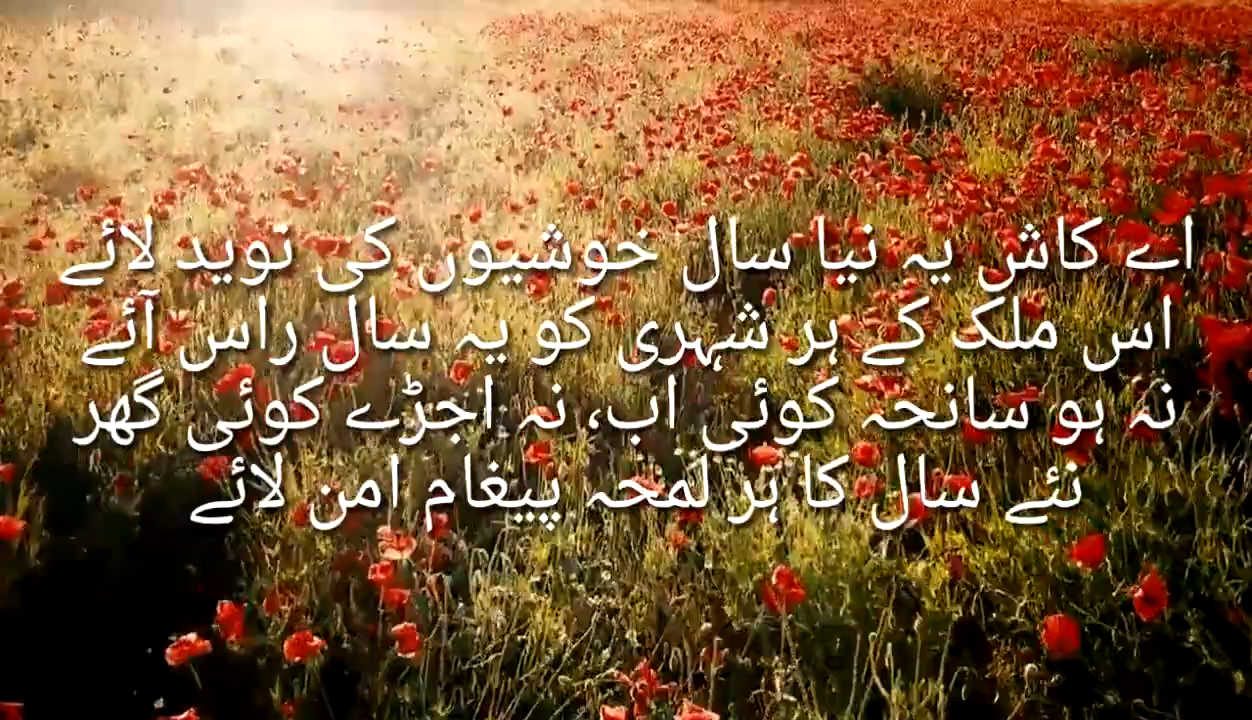 اے کاش یہ نیا سال خوشیوں کی نوید لائے
اس ملک کے ہر شہری کو یہ سال راس آئے
نہ ہو سانحہ کوئی اب، نہ اجڑے کوئی گھر
نئے سال کا ہر لمحہ پیغام امن لائے